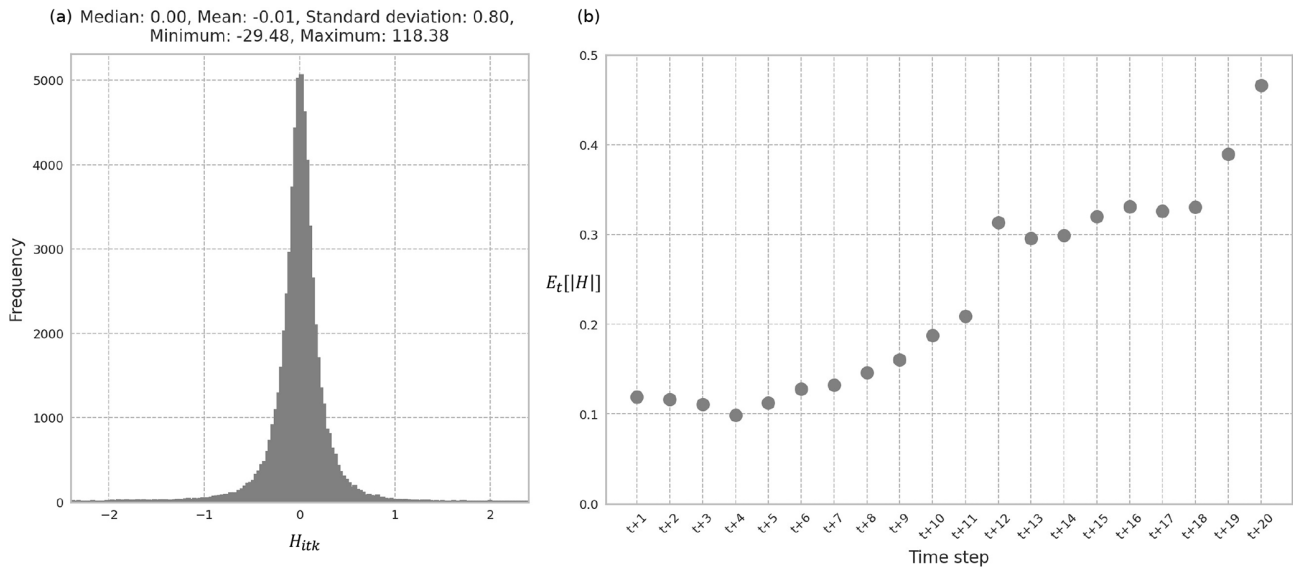 (a) Median: 0.00, Mean: -0.01, Standard deviation: 0.80,
Minimum: -29.48, Maximum: 118.38
5000
4000
3000
2000
1000
0
Frequency
−2 −1 0 1 2
H_itk
(b)
0.5
0.4
0.3
0.2
0.1
0.0
E_t[|H|]
t+1 t+2 t+3 t+4 t+5 t+6 t+7 t+8 t+9 t+10 t+11 t+12 t+13 t+14 t+15 t+16 t+17 t+18 t+19 t+20
Time step